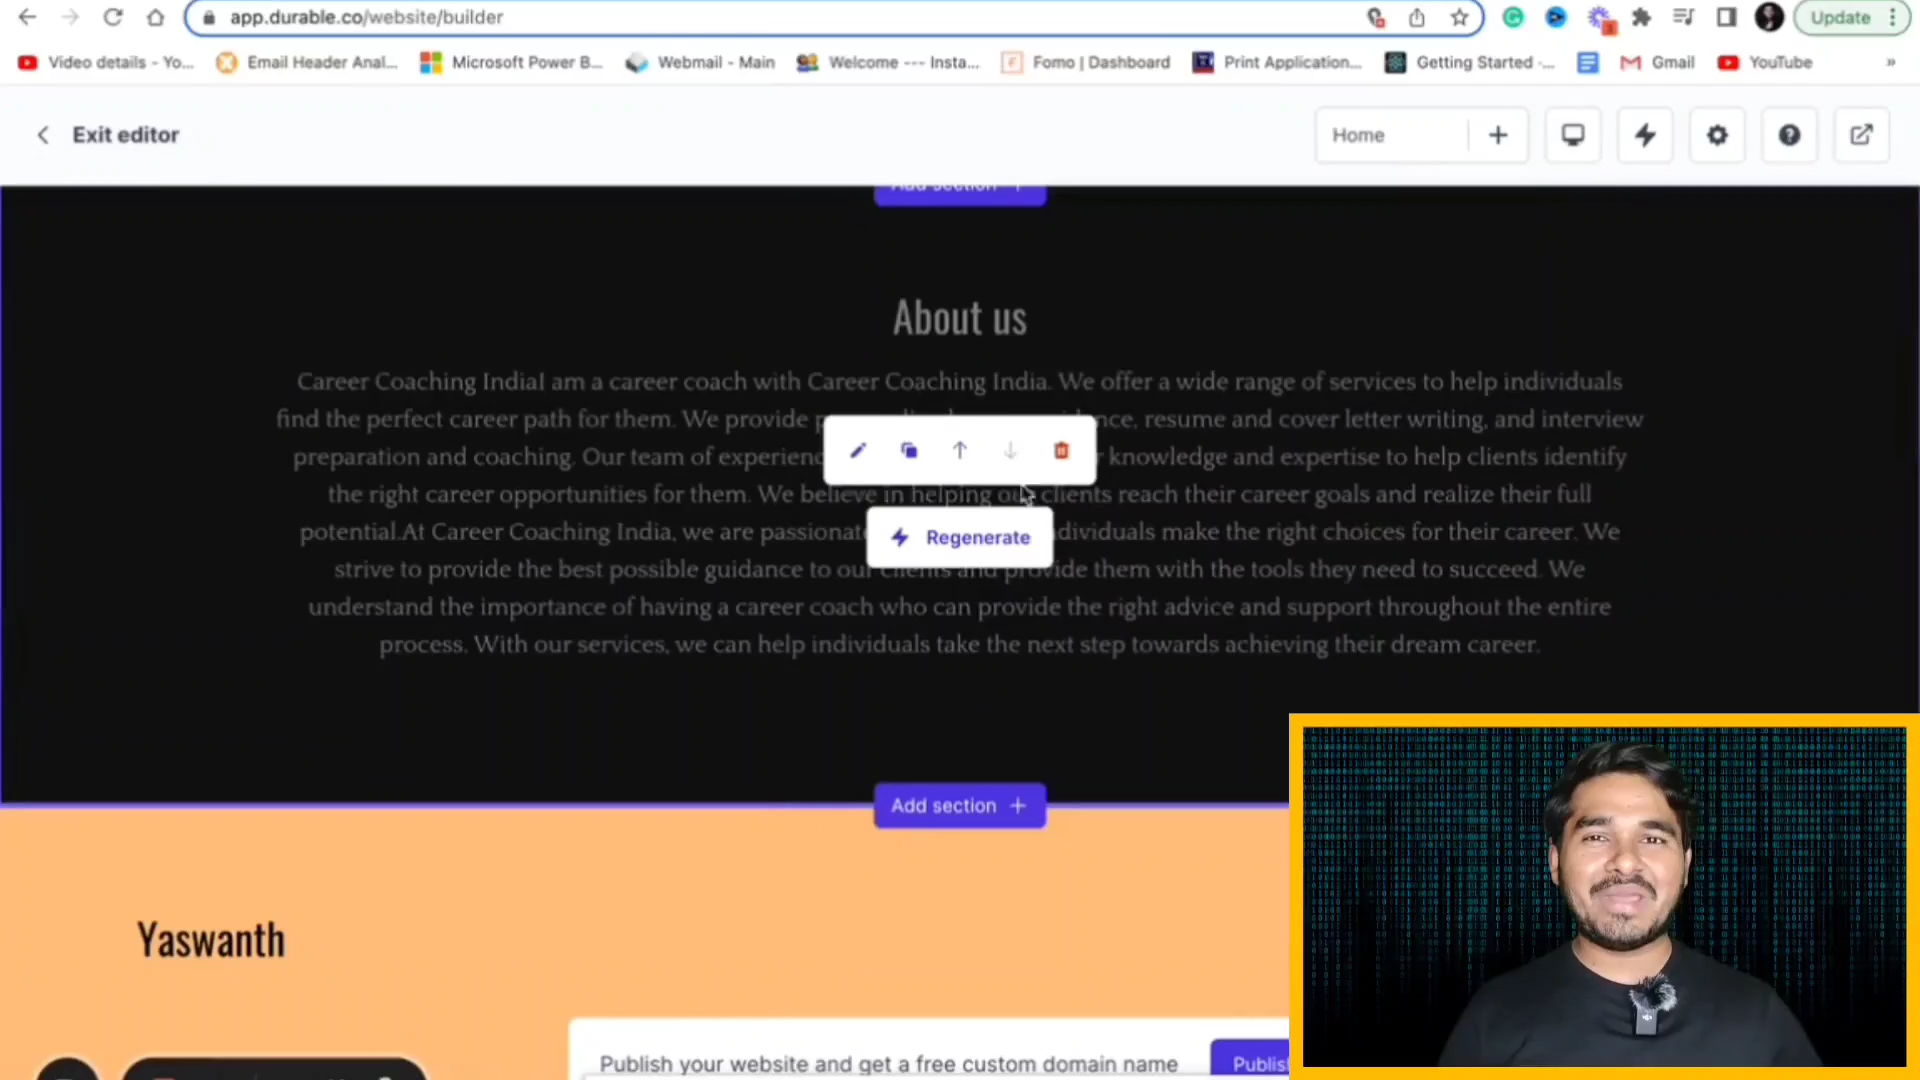 app.durable.co/website/builder
Update
Video details - Yo...
Email Header Anal...
Microsoft Power B...
Webmail - Main
Welcome --- Insta...
Fomo | Dashboard
Print Application...
Getting Started -...
Gmail
YouTube
»
Exit editor
Home
Add section +
About us
Career Coaching IndiaI am a career coach with Career Coaching India. We offer a wide range of services to help individuals
find the perfect career path for them. We provide resume and cover letter writing, and interview
preparation and coaching. Our team of knowledge and expertise to help clients identify
the right career opportunities for them. We believe in helping our clients reach their career goals and realize their full
potential.At Career Coaching India, we are make the right choices for their career. We
strive to provide the best possible guidance to our clients and provide them with the tools they need to succeed. We
understand the importance of having a career coach who can provide the right advice and support throughout the entire
process. With our services, we can help individuals take the next step towards achieving their dream career.
Regenerate
Add section +
Yaswanth
Publish your website and get a free custom domain name